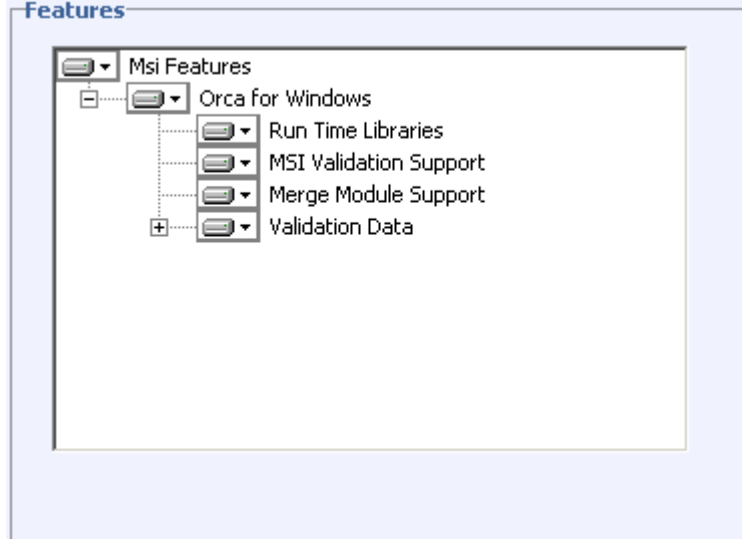 Features
Msi Features
Orca for Windows
Run Time Libraries
MSI Validation Support
Merge Module Support
Validation Data